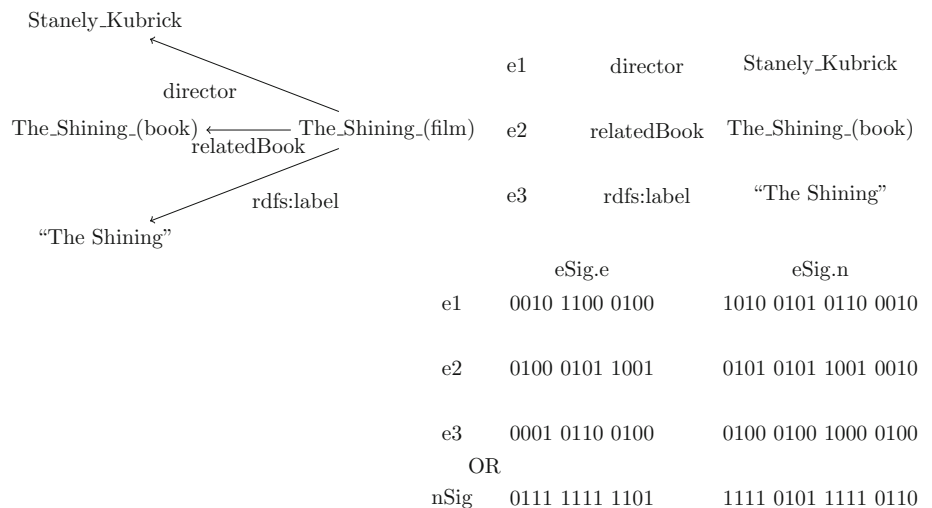 Stanely_Kubrick
director
The_Shining_(book)
The_Shining_(film)
relatedBook
rdfs:label
“The Shining”
e1 director Stanely_Kubrick
e2 relatedBook The_Shining_(book)
e3 rdfs:label “The Shining”
eSig.e eSig.n
e1 0010 1100 0100 1010 0101 0110 0010
e2 0100 0101 1001 0101 0101 1001 0010
e3 0001 0110 0100 0100 0100 1000 0100
OR
nSig 0111 1111 1101 1111 0101 1111 0110